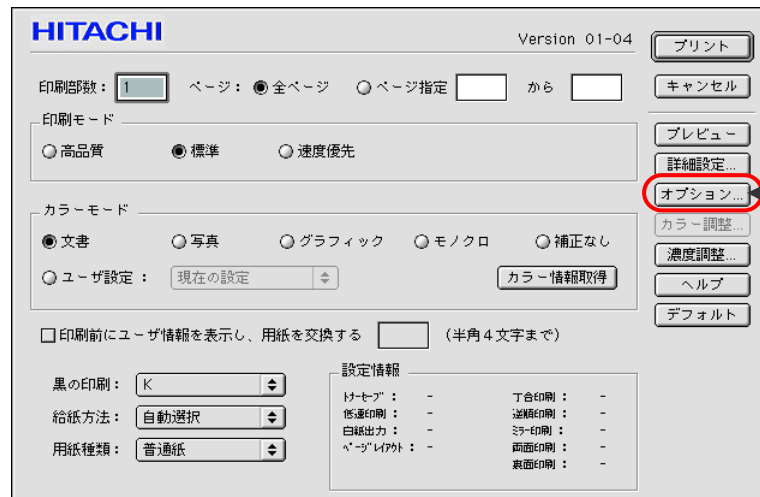 HITACHI Version 01-04 プリント
印刷部数： 1 ページ： 全ページ ページ指定 から キャンセル
印刷モード
高品質 標準 速度優先
プレビュー
詳細設定...
オプション...
カラーモード
カラー調整...
文書 写真 グラフィック モノクロ 補正なし
濃度調整...
ユーザ設定 ： 現在の設定 カラー情報取得
ヘルプ
デフォルト
印刷前にユーザ情報を表示し、用紙を交換する （半角４文字まで）
設定情報
黒の印刷： K
給紙方法： 自動選択
用紙種類： 普通紙
ﾄﾅｰｾｰﾌﾞ： - 丁合印刷： -
低速印刷： - 逆順印刷： -
白紙出力： - ﾐﾗｰ印刷： -
ﾍﾟｰｼﾞﾚｲｱｳﾄ： - 両面印刷： -
裏面印刷： -